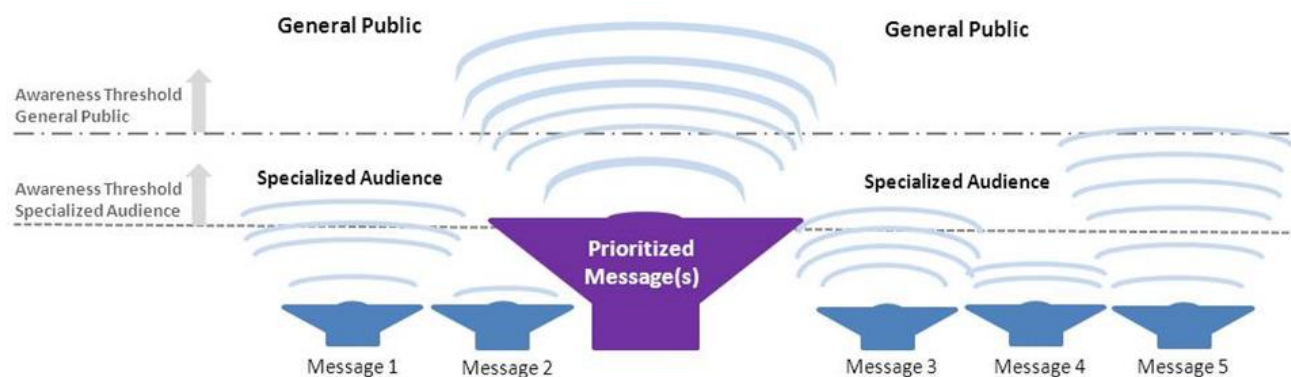 General Public
General Public
Awareness Threshold
General Public
Specialized Audience
Specialized Audience
Awareness Threshold
Specialized Audience
Prioritized
Message(s)
Message 1
Message 2
Message 3
Message 4
Message 5